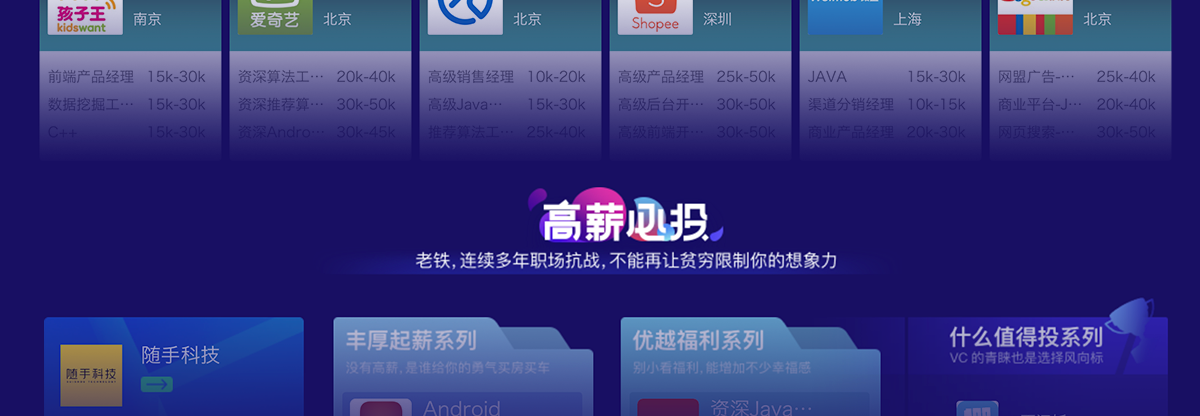 孩子王
kidswant
南京
爱奇艺
北京
北京
Shopee
深圳
上海
北京
前端产品经理 15k-30k
数据挖掘工… 15k-30k
C++ 15k-30k
资深算法工… 20k-40k
资深推荐算… 30k-50k
资深Andro… 30k-45k
高级销售经理 10k-20k
高级Java… 15k-30k
推荐算法工… 25k-40k
高级产品经理 25k-50k
高级后台开… 30k-50k
高级前端开… 30k-50k
JAVA 15k-30k
渠道分销经理 10k-15k
商业产品经理 20k-30k
网盟广告-… 25k-40k
商业平台-J… 20k-40k
网页搜索-… 30k-50k
高薪必投
老铁,连续多年职场抗战,不能再让贫穷限制你的想象力
随手科技
随手科技
丰厚起薪系列
没有高薪,是谁给你的勇气买房买车
Android
优越福利系列
别小看福利,能增加不少幸福感
资深Java…
什么值得投系列
VC 的青睐也是选择风向标